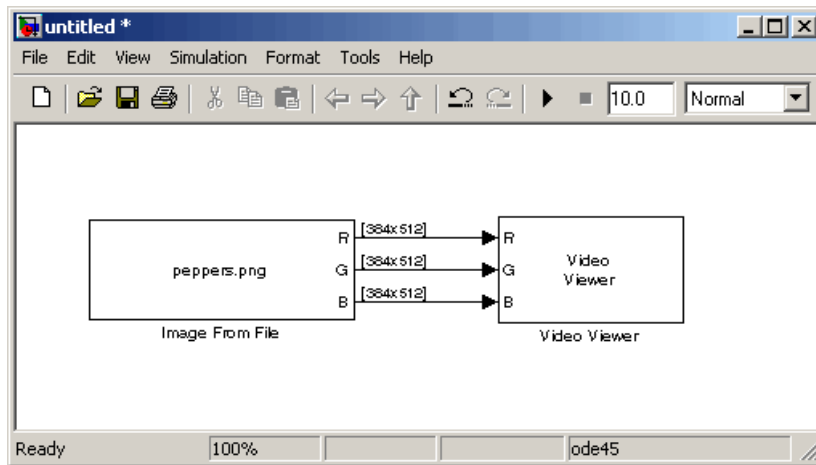 untitled *
File Edit View Simulation Format Tools Help
10.0 Normal
R [384x512] R
peppers.png G [384x512] G Video
Viewer
B [384x512] B
Image From File Video Viewer
Ready 100% ode45